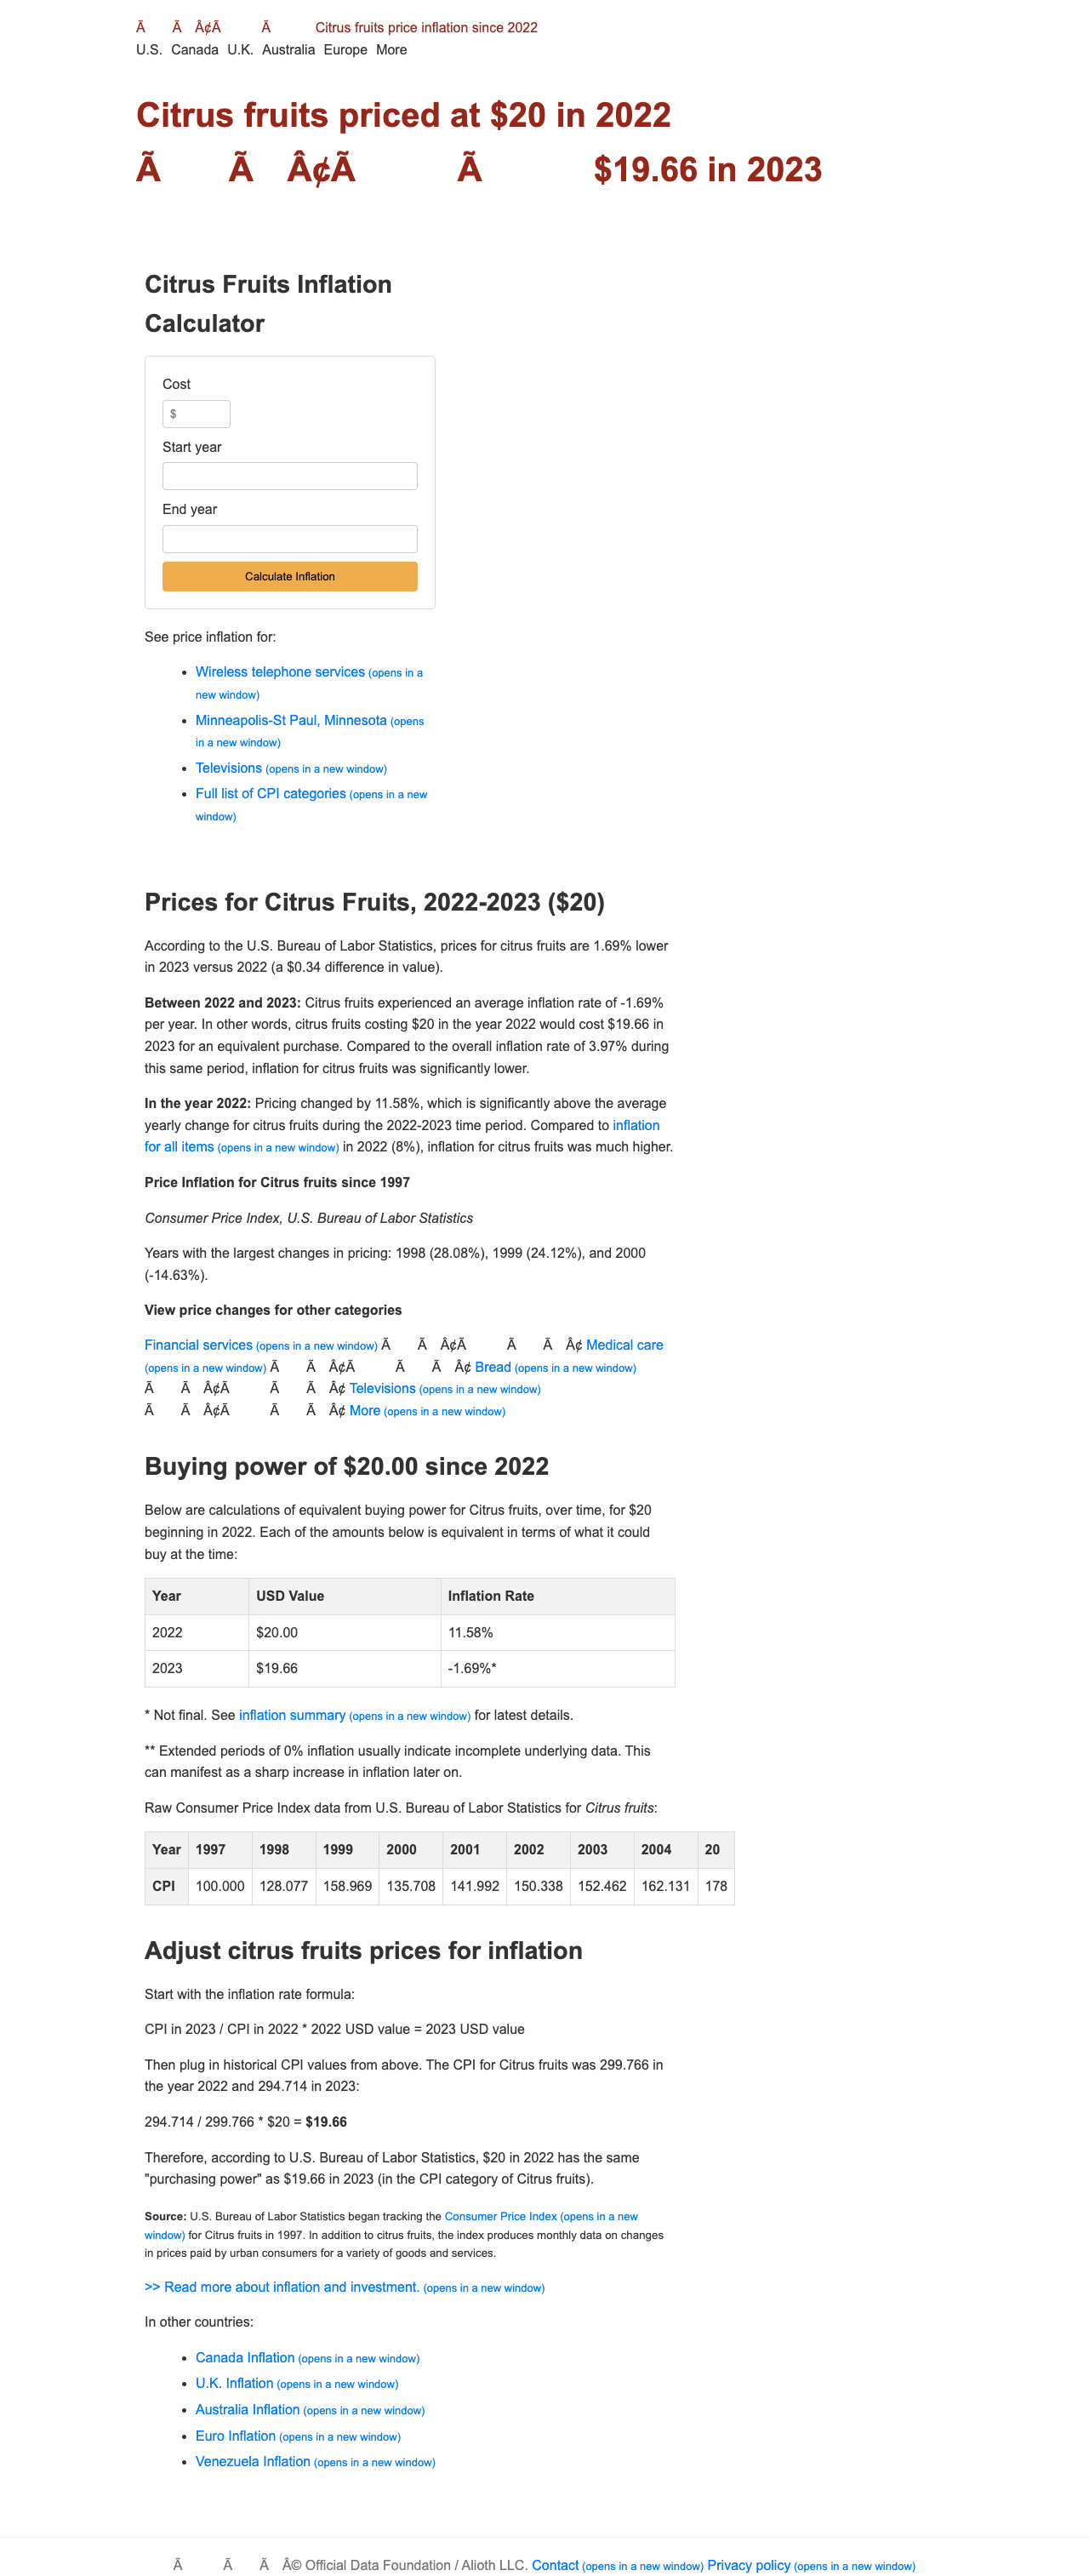 Ã Ã Â¢Ã Ã Citrus fruits price inflation since 2022
U.S. Canada U.K. Australia Europe More
Citrus fruits priced at $20 in 2022
Ã Ã Â¢Ã Ã $19.66 in 2023
Citrus Fruits Inflation
Calculator
Cost
$
Start year
End year
Calculate Inflation
See price inflation for:
• Wireless telephone services (opens in a
new window)
• Minneapolis-St Paul, Minnesota (opens
in a new window)
• Televisions (opens in a new window)
• Full list of CPI categories (opens in a new
window)
Prices for Citrus Fruits, 2022-2023 ($20)
According to the U.S. Bureau of Labor Statistics, prices for citrus fruits are 1.69% lower
in 2023 versus 2022 (a $0.34 difference in value).
Between 2022 and 2023: Citrus fruits experienced an average inflation rate of -1.69%
per year. In other words, citrus fruits costing $20 in the year 2022 would cost $19.66 in
2023 for an equivalent purchase. Compared to the overall inflation rate of 3.97% during
this same period, inflation for citrus fruits was significantly lower.
In the year 2022: Pricing changed by 11.58%, which is significantly above the average
yearly change for citrus fruits during the 2022-2023 time period. Compared to inflation
for all items (opens in a new window) in 2022 (8%), inflation for citrus fruits was much higher.
Price Inflation for Citrus fruits since 1997
Consumer Price Index, U.S. Bureau of Labor Statistics
Years with the largest changes in pricing: 1998 (28.08%), 1999 (24.12%), and 2000
(-14.63%).
View price changes for other categories
Financial services (opens in a new window) Ã Ã Â¢Ã Ã Ã Â¢ Medical care
(opens in a new window) Ã Ã Â¢Ã Ã Ã Â¢ Bread (opens in a new window)
Ã Ã Â¢Ã Ã Ã Â¢ Televisions (opens in a new window)
Ã Ã Â¢Ã Ã Ã Â¢ More (opens in a new window)
Buying power of $20.00 since 2022
Below are calculations of equivalent buying power for Citrus fruits, over time, for $20
beginning in 2022. Each of the amounts below is equivalent in terms of what it could
buy at the time:
Year USD Value Inflation Rate
2022 $20.00 11.58%
2023 $19.66 -1.69%*
* Not final. See inflation summary (opens in a new window) for latest details.
** Extended periods of 0% inflation usually indicate incomplete underlying data. This
can manifest as a sharp increase in inflation later on.
Raw Consumer Price Index data from U.S. Bureau of Labor Statistics for Citrus fruits:
Year 1997 1998 1999 2000 2001 2002 2003 2004 20
CPI 100.000 128.077 158.969 135.708 141.992 150.338 152.462 162.131 178
Adjust citrus fruits prices for inflation
Start with the inflation rate formula:
CPI in 2023 / CPI in 2022 * 2022 USD value = 2023 USD value
Then plug in historical CPI values from above. The CPI for Citrus fruits was 299.766 in
the year 2022 and 294.714 in 2023:
294.714 / 299.766 * $20 = $19.66
Therefore, according to U.S. Bureau of Labor Statistics, $20 in 2022 has the same
"purchasing power" as $19.66 in 2023 (in the CPI category of Citrus fruits).
Source: U.S. Bureau of Labor Statistics began tracking the Consumer Price Index (opens in a new
window) for Citrus fruits in 1997. In addition to citrus fruits, the index produces monthly data on changes
in prices paid by urban consumers for a variety of goods and services.
>> Read more about inflation and investment. (opens in a new window)
In other countries:
• Canada Inflation (opens in a new window)
• U.K. Inflation (opens in a new window)
• Australia Inflation (opens in a new window)
• Euro Inflation (opens in a new window)
• Venezuela Inflation (opens in a new window)
Ã Ã Ã Â© Official Data Foundation / Alioth LLC. Contact (opens in a new window) Privacy policy (opens in a new window)